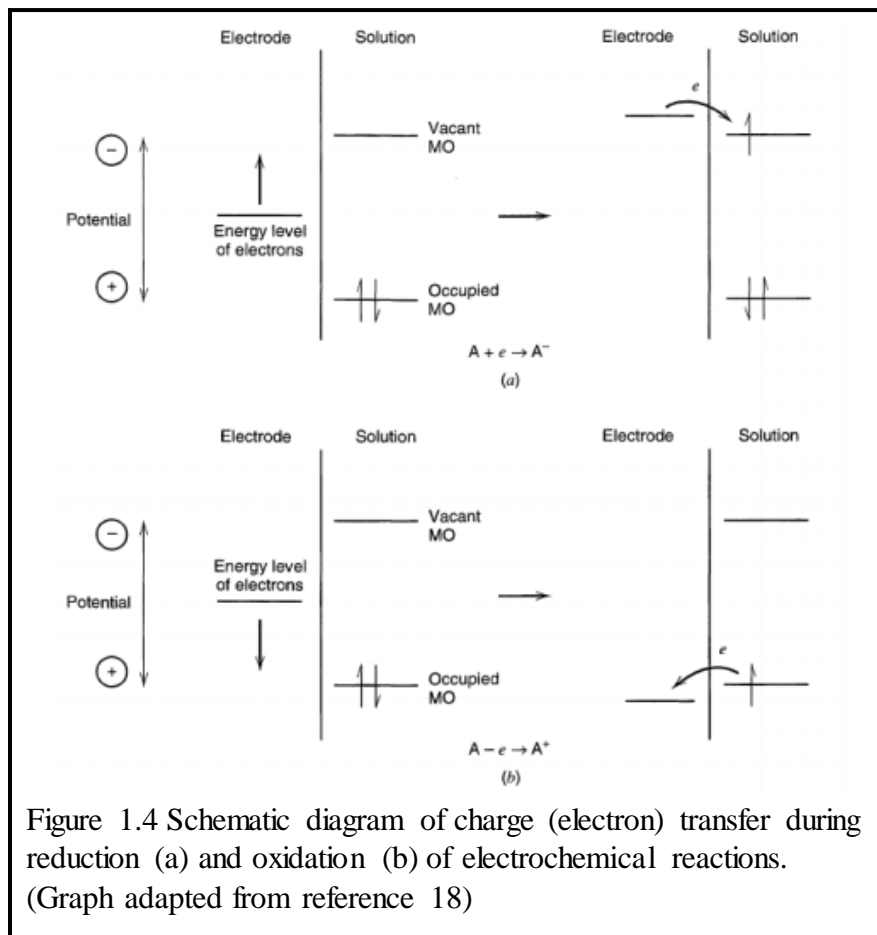 Electrode Solution Electrode Solution
e
Vacant
MO
−
Potential
Energy level
of electrons
+
Occupied
MO
A + e → A⁻
(a)
Electrode Solution Electrode Solution
Vacant
MO
−
Energy level
of electrons
Potential
e
+
Occupied
MO
A − e → A⁺
(b)
Figure 1.4 Schematic diagram of charge (electron) transfer during
reduction (a) and oxidation (b) of electrochemical reactions.
(Graph adapted from reference 18)